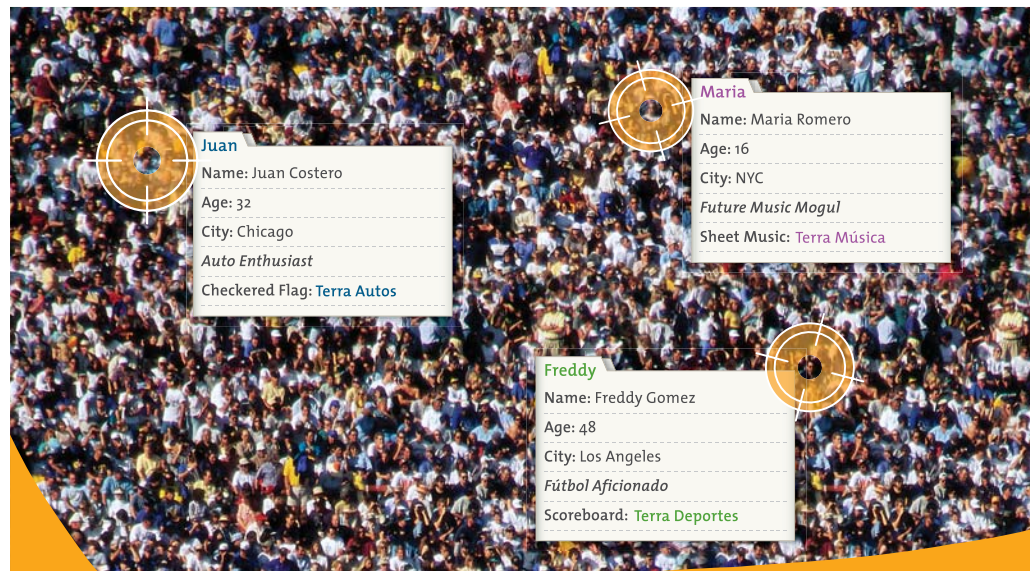 Juan
Name: Juan Costero
Age: 32
City: Chicago
Auto Enthusiast
Checkered Flag: Terra Autos
Maria
Name: Maria Romero
Age: 16
City: NYC
Future Music Mogul
Sheet Music: Terra Música
Freddy
Name: Freddy Gomez
Age: 48
City: Los Angeles
Fútbol Aficionado
Scoreboard: Terra Deportes